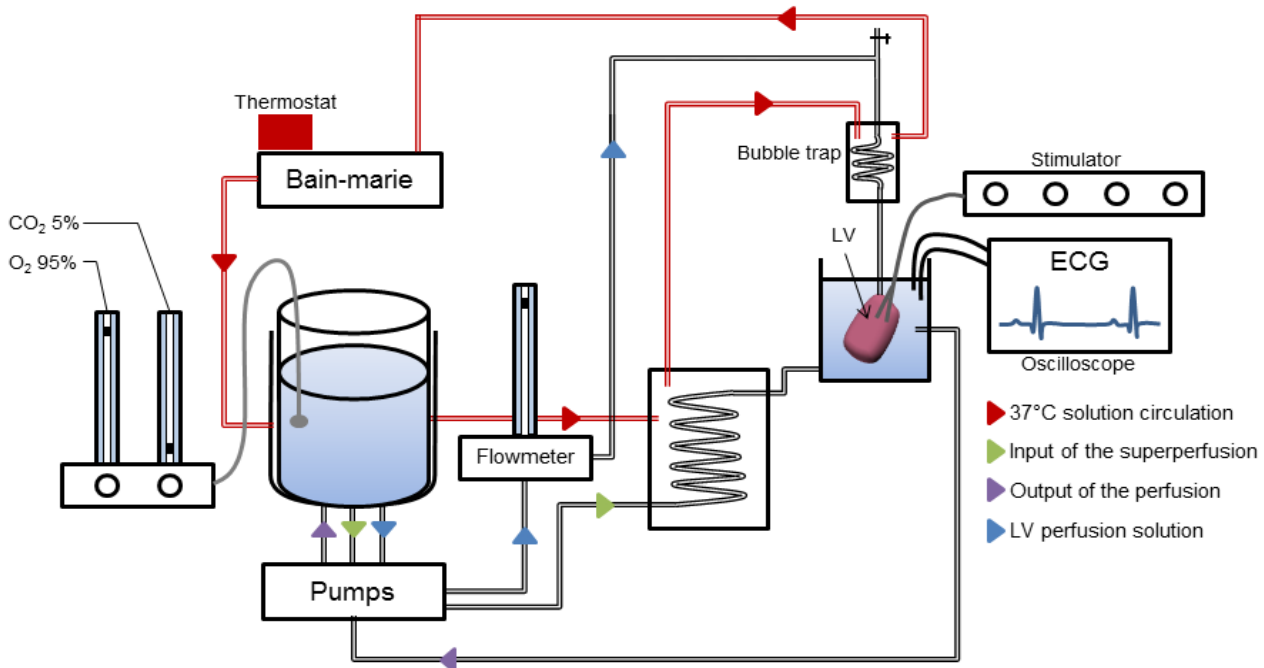 Thermostat
Bain-marie
CO₂ 5%
O₂ 95%
Bubble trap
Stimulator
LV
ECG
Oscilloscope
Flowmeter
Pumps
37°C solution circulation
Input of the superperfusion
Output of the perfusion
LV perfusion solution